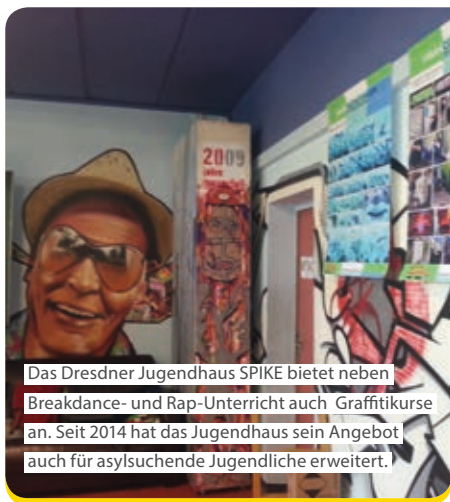 2009
Das Dresdner Jugendhaus SPIKE bietet neben
Breakdance- und Rap-Unterricht auch Graffitikurse
an. Seit 2014 hat das Jugendhaus sein Angebot
auch für asylsuchende Jugendliche erweitert.